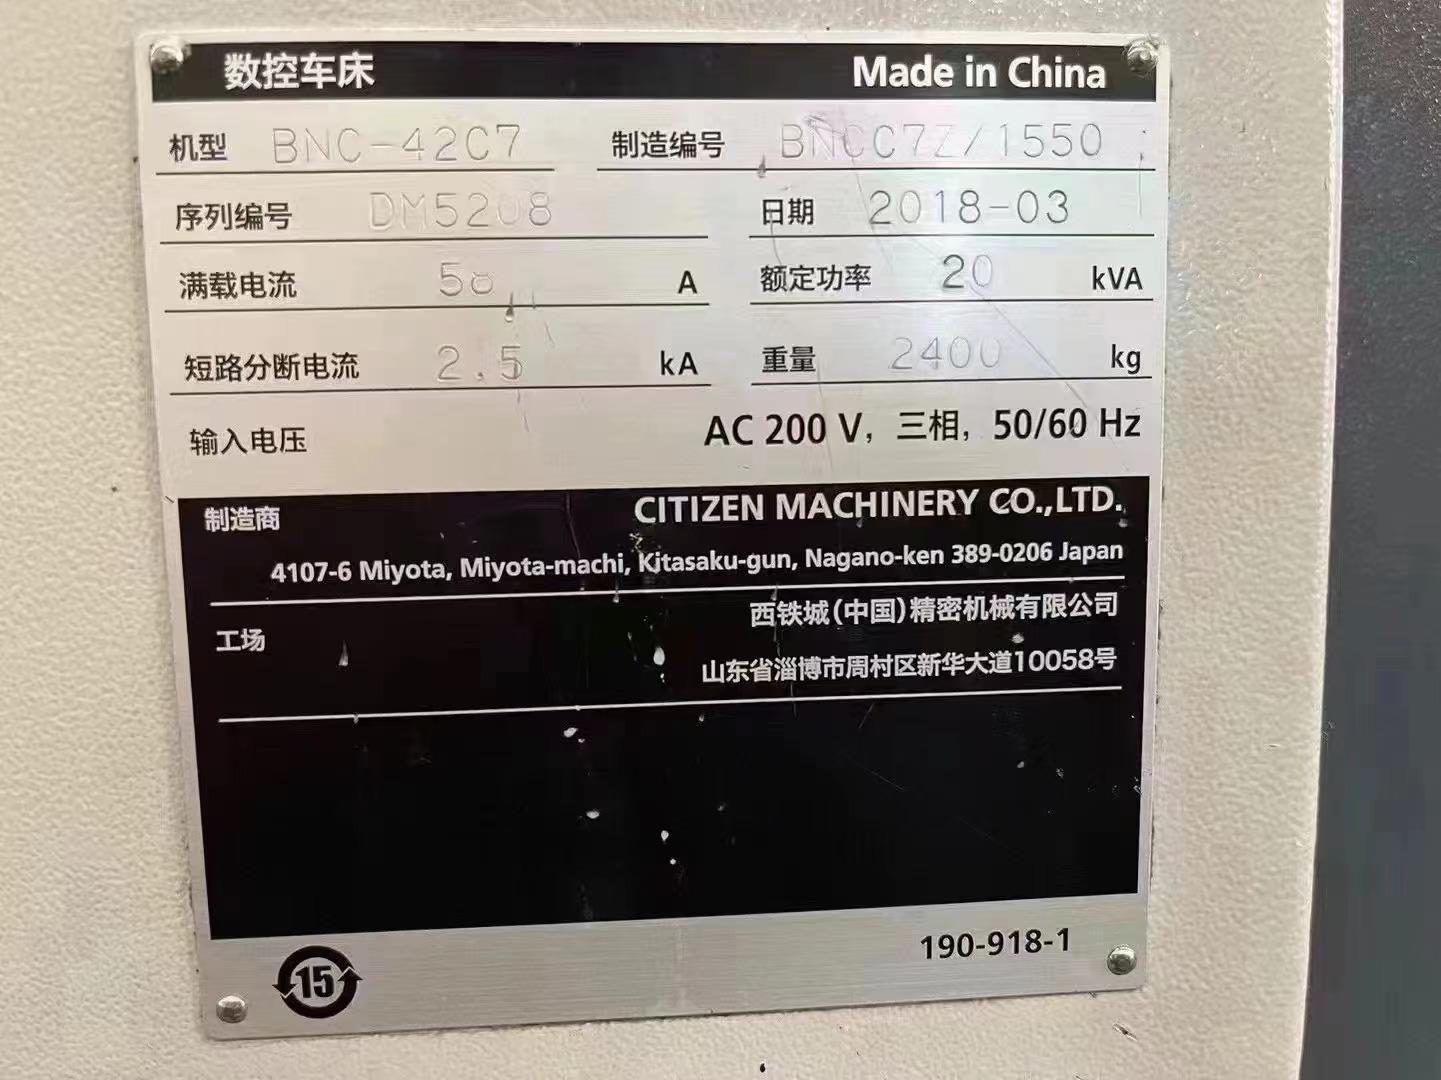 数控车床 Made in China
机型 BNC-42C7 制造编号 BNCC7Z/1550
序列编号 DM5208 日期 2018-03
满载电流 58 A 额定功率 20 kVA
短路分断电流 2.5 kA 重量 2400 kg
输入电压 AC 200 V，三相，50/60 Hz
制造商 CITIZEN MACHINERY CO.,LTD.
4107-6 Miyota, Miyota-machi, Kitasaku-gun, Nagano-ken 389-0206 Japan
工场 西铁城(中国)精密机械有限公司
山东省淄博市周村区新华大道10058号
190-918-1
15